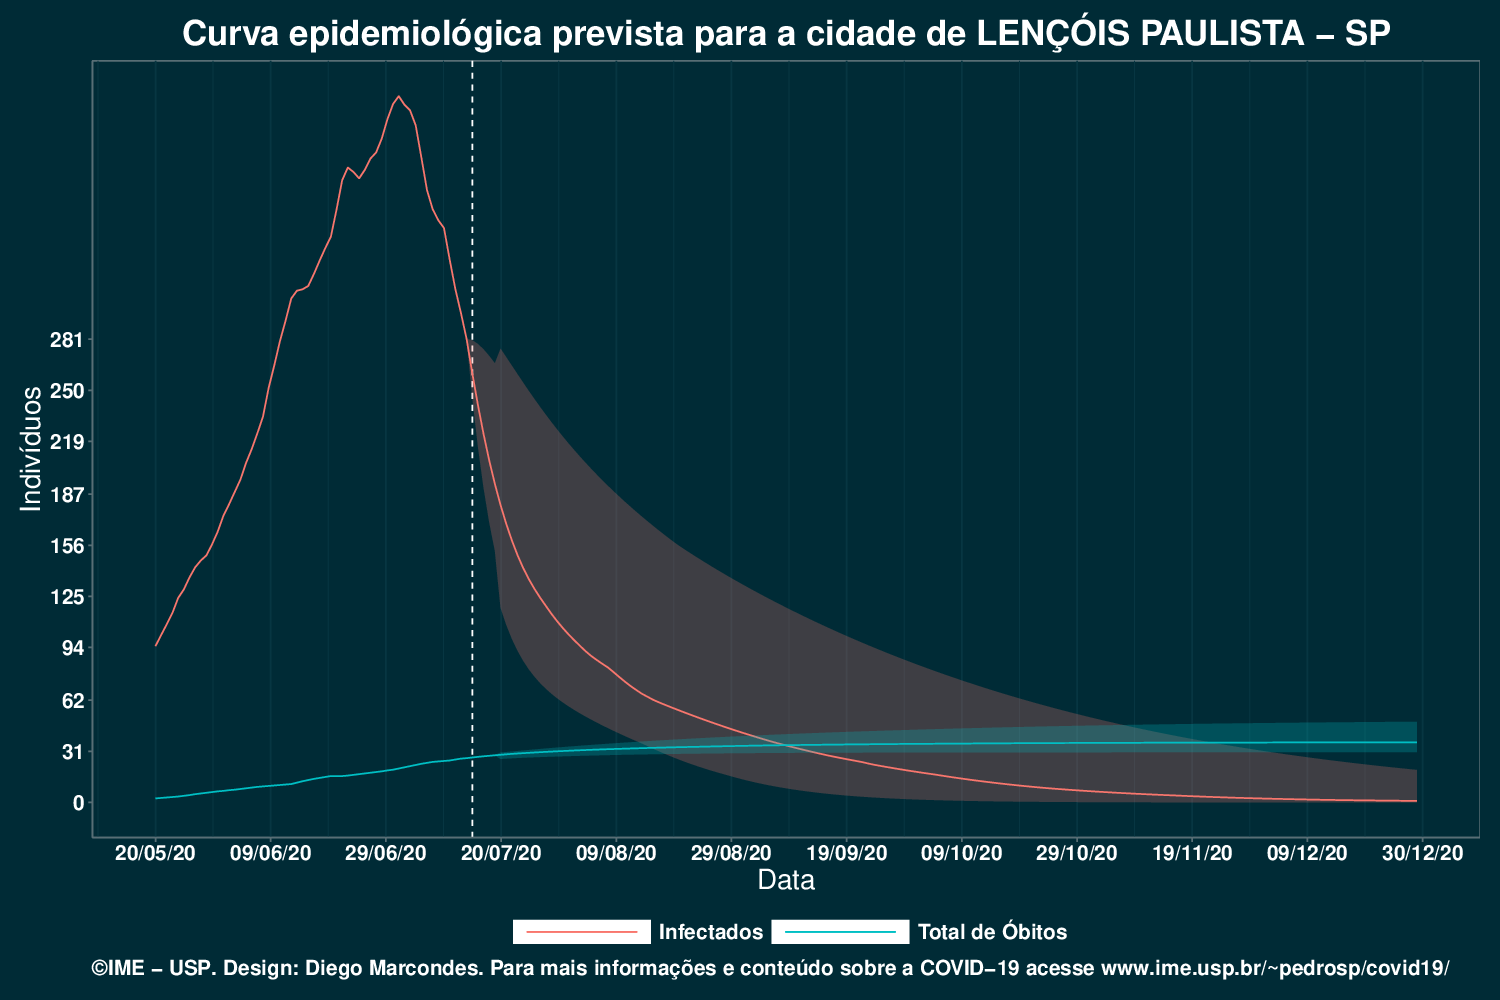 Curva epidemiológica prevista para a cidade de LENÇÓIS PAULISTA – SP
Indivíduos
281
250
219
187
156
125
94
62
31
0
20/05/20 09/06/20 29/06/20 20/07/20 09/08/20 29/08/20 19/09/20 09/10/20 29/10/20 19/11/20 09/12/20 30/12/20
Data
Infectados Total de Óbitos
©IME – USP. Design: Diego Marcondes. Para mais informações e conteúdo sobre a COVID–19 acesse www.ime.usp.br/~pedrosp/covid19/